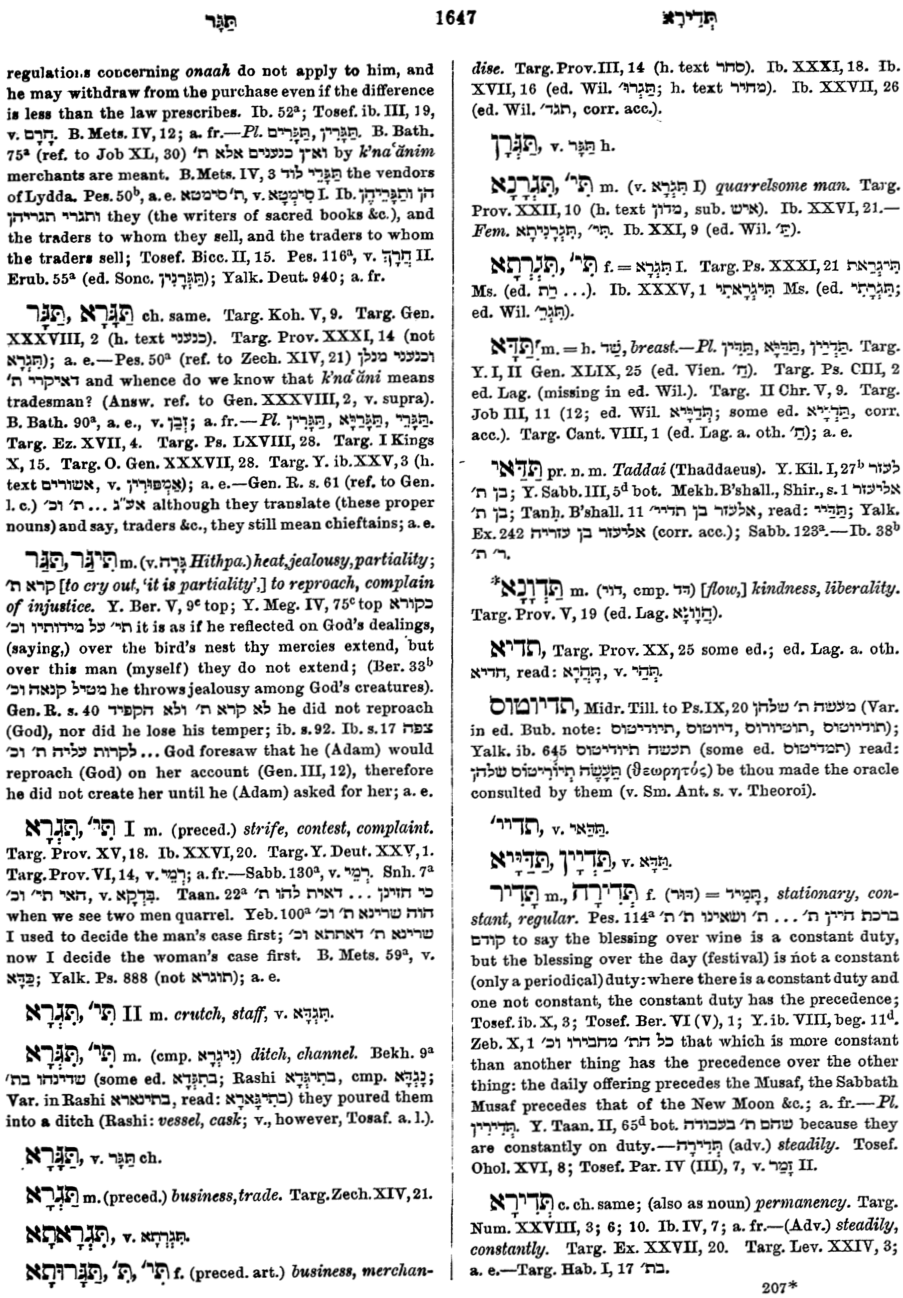 תַּגָּר 1647 תְּדִירָא
regulations concerning onaah do not apply to him, and
he may withdraw from the purchase even if the difference
is less than the law prescribes. Ib. 52ᵃ; Tosef. ib. III, 19,
v. חָרַם. B. Mets. IV, 12; a. fr.—Pl. תַּגָּרִים, תַּגָּרִין. B. Bath.
75ᵃ (ref. to Job XL, 30) ואין כנענים אלא ת׳ by k'naʿănim
merchants are meant. B. Mets. IV, 3 תַּגָּרֵי לוד the vendors
of Lydda. Pes. 50ᵇ, a. e. ת׳ סימטא, v. סִימְטָא I. Ib. הן ותַגָּרֵיהֶן
ותגרי תגריהן they (the writers of sacred books &c.), and
the traders to whom they sell, and the traders to whom
the traders sell; Tosef. Bicc. II, 15. Pes. 116ᵃ, v. חָרָךְ II.
Erub. 55ᵃ (ed. Sonc. תַּגְּרָנִין); Yalk. Deut. 940; a. fr.
תַּגָּר, תַּגָּרָא ch. same. Targ. Koh. V, 9. Targ. Gen.
XXXVIII, 2 (h. text כנעני). Targ. Prov. XXXI, 14 (not
תַּגְרָא); a. e.—Pes. 50ᵃ (ref. to Zech. XIV, 21) וכנעני מנלן
דאיקרי ת׳ and whence do we know that k'naʿăni means
tradesman? (Answ. ref. to Gen. XXXVIII, 2, v. supra).
B. Bath. 90ᵃ, a. e., v. זְבַן; a. fr.—Pl. תַּגָּרִין, תַּגָּרַיָּא, תַּגָּרֵי.
Targ. Ez. XVII, 4. Targ. Ps. LXVIII, 28. Targ. I Kings
X, 15. Targ. O. Gen. XXXVII, 28. Targ. Y. ib. XXV, 3 (h.
text אשורים, v. אֶמְפּוֹרִין); a. e.—Gen. R. s. 61 (ref. to Gen.
l. c.) אע״ג ... ת׳ וכ׳ although they translate (these proper
nouns) and say, traders &c., they still mean chieftains; a. e.
תַּגָּר, תֵּיגָר m. (v. גָּרָה Hithpa.) heat, jealousy, partiality;
קרא ת׳ [to cry out, 'it is partiality',] to reproach, complain
of injustice. Y. Ber. V, 9ᶜ top; Y. Meg. IV, 75ᶜ top כקורא
תי׳ על מידותיו וכ׳ it is as if he reflected on God's dealings,
(saying,) over the bird's nest thy mercies extend, but
over this man (myself) they do not extend; (Ber. 33ᵇ
מטיל קנאה וכ׳ he throws jealousy among God's creatures).
Gen. R. s. 40 לא קרא ת׳ ולא הקפיד he did not reproach
(God), nor did he lose his temper; ib. s. 92. Ib. s. 17 צפה
... לקרות עליה ת׳ וכ׳ God foresaw that he (Adam) would
reproach (God) on her account (Gen. III, 12), therefore
he did not create her until he (Adam) asked for her; a. e.
תִּגְרָא, תִּי׳ I m. (preced.) strife, contest, complaint.
Targ. Prov. XV, 18. Ib. XXVI, 20. Targ. Y. Deut. XXV, 1.
Targ. Prov. VI, 14, v. רְמֵי; a. fr.—Sabb. 130ᵃ, v. רְמֵי. Snh. 7ᵃ
האי תי׳ וכ׳, v. בִּדְקָא. Taan. 22ᵃ כי חזינן ... דאית להו ת׳
when we see two men quarrel. Yeb. 100ᵃ הוה שרינא ת׳ וכ׳
I used to decide the man's case first; שרינא ת׳ דאתתא וכ׳
now I decide the woman's case first. B. Mets. 59ᵃ, v.
כַּדָּא; Yalk. Ps. 888 (not תוגרא); a. e.
תִּגְרָא, תִּי׳ II m. crutch, staff, v. תִּגְדָּא.
תִּגְּרָא, תִּי׳ m. (cmp. נִיגְרָא) ditch, channel. Bekh. 9ᵃ
שדינהו בת׳ (some ed. בתִגְּדָא; Rashi בתיגְּדָא, cmp. נַגְדָּא;
Var. in Rashi בתיגארא, read: בתיגָּארָא) they poured them
into a ditch (Rashi: vessel, cask; v., however, Tosaf. a. l.).
תַּגָּרָא, v. תַּגָּר ch.
תַּגְרָא m. (preced.) business, trade. Targ. Zech. XIV, 21.
תִּגְרָאתָא, v. תִּגְרְתָא.
תַּגָּרוּתָא, תְּ׳, תִּי׳ f. (preced. art.) business, merchan-
dise. Targ. Prov. III, 14 (h. text סחר). Ib. XXXI, 18. Ib.
XVII, 16 (ed. Wil. תַּגְרוּ׳; h. text מחיר). Ib. XXVII, 26
(ed. Wil. תגד׳, corr. acc.).
תַּגְּרָן, v. תַּגָּר h.
תִּגְרָנָא, תִּי׳ m. (v. תִּגְרָא I) quarrelsome man. Targ.
Prov. XXII, 10 (h. text מדון, sub. איש). Ib. XXVI, 21.—
Fem. תִּגְרָנִיתָא, תִּי׳. Ib. XXI, 9 (ed. Wil. תַּ׳).
תִּגְרְתָא, תִּי׳ f. = תִּגְרָא I. Targ. Ps. XXXI, 21 תִּיגְרָאת
Ms. (ed. רַת ...). Ib. XXXV, 1 תִּיגְרָאתִי Ms. (ed. תִּגְרָתִי;
ed. Wil. תִּגְרֵ׳).
תַּדָּא m. = h. שַׁד, breast.—Pl. תַּדִּין, תַּדַּיָּא, תַּדְיַין. Targ.
Y. I, II Gen. XLIX, 25 (ed. Vien. חַ׳). Targ. Ps. CIII, 2
ed. Lag. (missing in ed. Wil.). Targ. II Chr. V, 9. Targ.
Job III, 11 (12; ed. Wil. תְּדַיָּיא; some ed. תַּדְיָיא, corr.
acc.). Targ. Cant. VIII, 1 (ed. Lag. a. oth. חַ׳); a. e.
תַּדַּאי pr. n. m. Taddai (Thaddaeus). Y. Kil. I, 27ᵇ לעזר
בן ת׳; Y. Sabb. III, 5ᵈ bot. Mekh. B'shall., Shir., s. 1 אליעזר
בן ת׳; Tanḥ. B'shall. 11 אלעזר בן תדיי׳, read: תַּדַּיי; Yalk.
Ex. 242 אליעזר בן עזריה (corr. acc.); Sabb. 123ᵃ.—Ib. 38ᵇ
ר׳ ת׳.
תַּדְוָנָא* m. (דוי, cmp. דד) [flow,] kindness, liberality.
Targ. Prov. V, 19 (ed. Lag. חֲוָוָנָא).
תדיא, Targ. Prov. XX, 25 some ed.; ed. Lag. a. oth.
חדיא, read: תָּהֲיָא, v. תְּהֵי.
תדיוטוס, Midr. Till. to Ps. IX, 20 מעשה ת׳ שלהן (Var.
in ed. Bub. note: תודיוטוס, תוטיורוס, דיוטוס, תיודיטוס);
Yalk. ib. 645 תעשה תיודיטוס (some ed. תמדיטוס) read:
תֵּעָשֶׂה תִּיוֹרִיטוֹס שלהן (θεωρητός) be thou made the oracle
consulted by them (v. Sm. Ant. s. v. Theoroi).
תדיי׳, v. תַּדַּאי.
תַּדַּיָּיא, תַּדְיַין, v. תַּדָּא.
תָּדִיר m., תְּדִירָה f. (דּוּר) = תָּמִיד, stationary, con-
stant, regular. Pes. 114ᵃ ברכת היין ת׳ ... ת׳ ושאינו ת׳ ת׳
קודם to say the blessing over wine is a constant duty,
but the blessing over the day (festival) is not a constant
(only a periodical) duty: where there is a constant duty and
one not constant, the constant duty has the precedence;
Tosef. ib. X, 3; Tosef. Ber. VI (V), 1; Y. ib. VIII, beg. 11ᵈ.
Zeb. X, 1 כל הת׳ מחבירו וכ׳ that which is more constant
than another thing has the precedence over the other
thing: the daily offering precedes the Musaf, the Sabbath
Musaf precedes that of the New Moon &c.; a. fr.—Pl.
תְּדִירִין. Y. Taan. II, 65ᵈ bot. שהם ת׳ בעבודה because they
are constantly on duty.—תְּדִירָה (adv.) steadily. Tosef.
Ohol. XVI, 8; Tosef. Par. IV (III), 7, v. זָמַר II.
תְּדִירָא c. ch. same; (also as noun) permanency. Targ.
Num. XXVIII, 3; 6; 10. Ib. IV, 7; a. fr.—(Adv.) steadily,
constantly. Targ. Ex. XXVII, 20. Targ. Lev. XXIV, 3;
a. e.—Targ. Hab. I, 17 בת׳.
207*